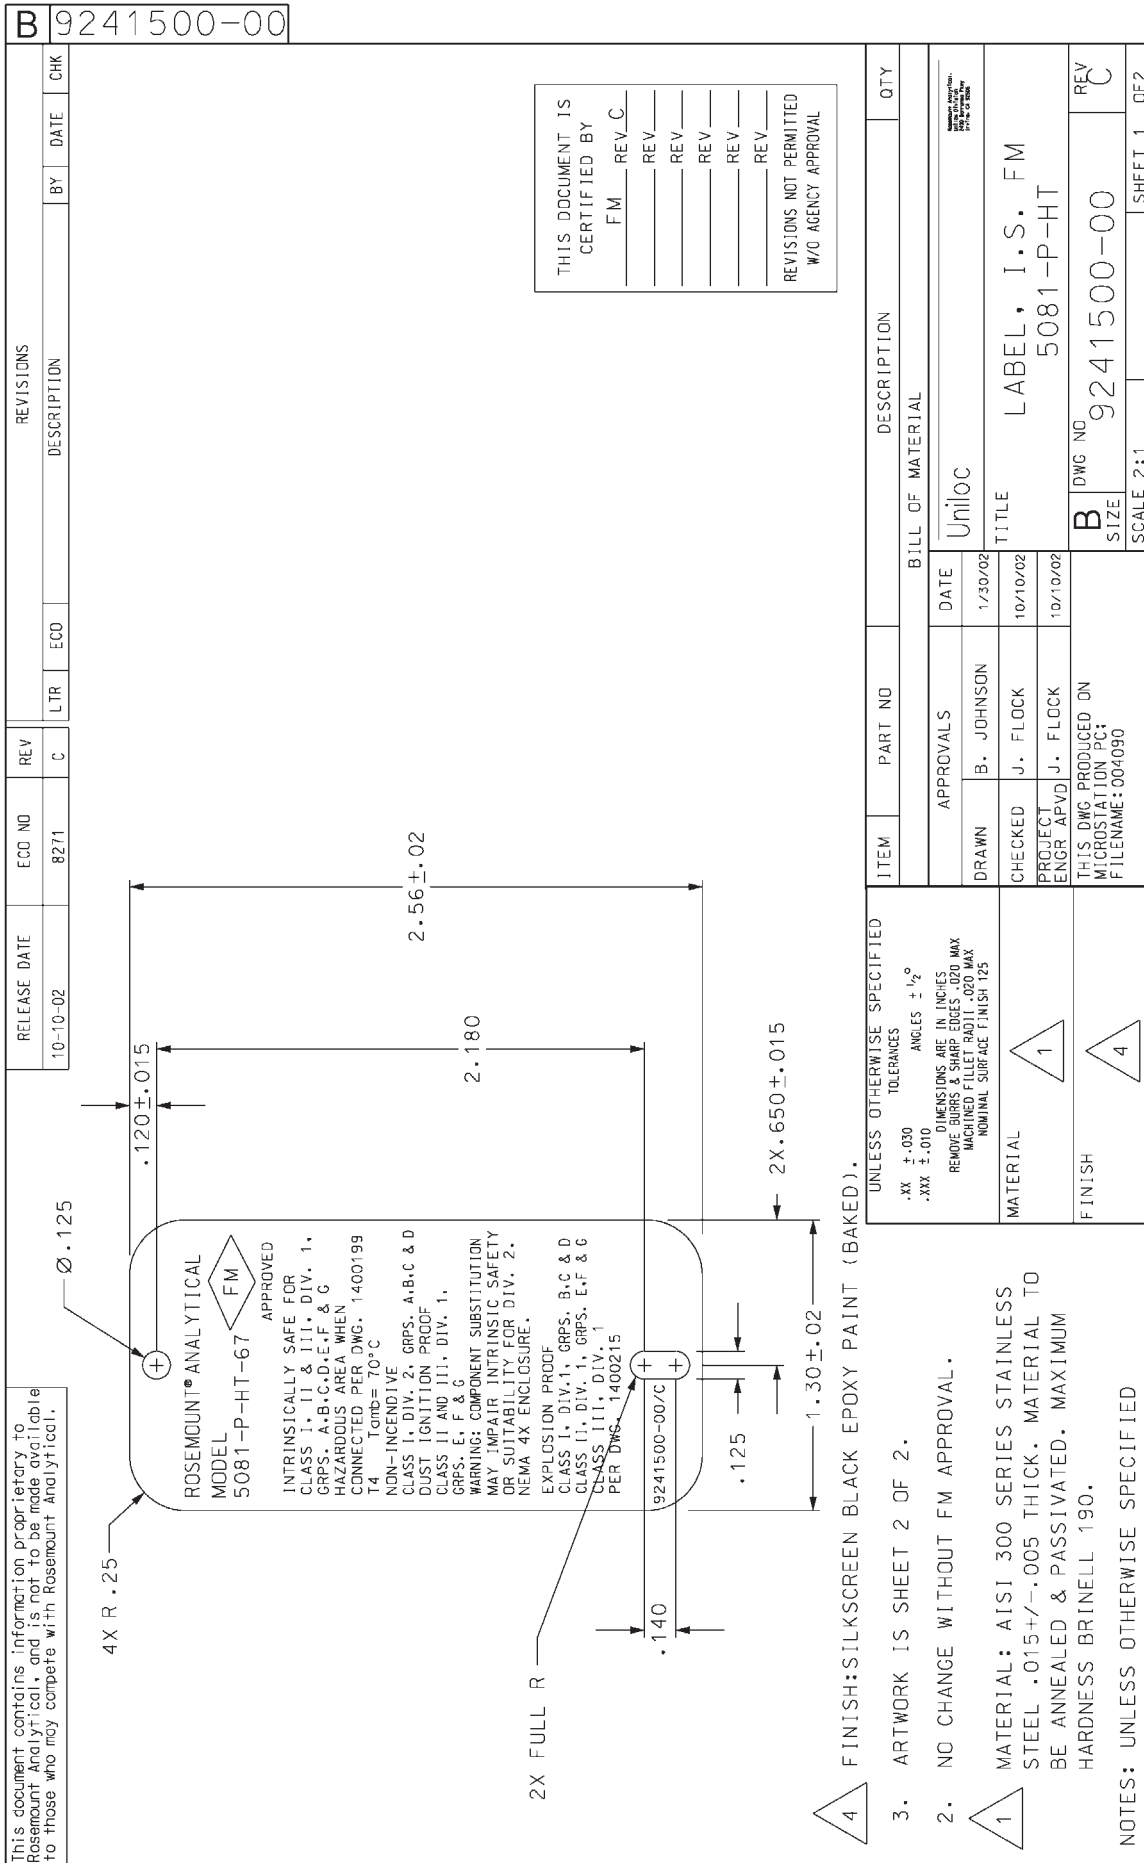 B 9241500-00
This document contains information proprietary to
Rosemount Analytical, and is not to be made available
to those who may compete with Rosemount Analytical.
RELEASE DATE ECO NO REV
10-10-02 8271 C
REVISIONS
LTR ECO DESCRIPTION BY DATE CHK
4X R .25
Ø.125
.120±.015
2.180
2.56±.02
ROSEMOUNT® ANALYTICAL
MODEL
5081-P-HT-67
FM
APPROVED
INTRINSICALLY SAFE FOR
CLASS I, II & III, DIV. 1,
GRPS. A,B,C,D,E,F & G
HAZARDOUS AREA WHEN
CONNECTED PER DWG. 1400199
T4 Tamb= 70°C
NON-INCENDIVE
CLASS I, DIV. 2, GRPS. A,B,C & D
DUST IGNITION PROOF
CLASS II AND III, DIV. 1,
GRPS. E, F & G
WARNING: COMPONENT SUBSTITUTION
MAY IMPAIR INTRINSIC SAFETY
OR SUITABILITY FOR DIV. 2.
NEMA 4X ENCLOSURE.
EXPLOSION PROOF
CLASS I, DIV.1, GRPS. B,C & D
CLASS II, DIV. 1, GRPS. E,F & G
CLASS III, DIV. 1
PER DWG. 1400215
9241500-00/C
2X FULL R
.140
.125
2X.650±.015
1.30±.02
THIS DOCUMENT IS
CERTIFIED BY
FM REV C
REV
REV
REV
REV
REV
REVISIONS NOT PERMITTED
W/O AGENCY APPROVAL
4 FINISH:SILKSCREEN BLACK EPOXY PAINT (BAKED).
3. ARTWORK IS SHEET 2 OF 2.
2. NO CHANGE WITHOUT FM APPROVAL.
1 MATERIAL: AISI 300 SERIES STAINLESS
STEEL .015+/-.005 THICK. MATERIAL TO
BE ANNEALED & PASSIVATED. MAXIMUM
HARDNESS BRINELL 190.
NOTES: UNLESS OTHERWISE SPECIFIED
UNLESS OTHERWISE SPECIFIED
TOLERANCES
.XX ±.030 ANGLES ± 1/2°
.XXX ±.010
DIMENSIONS ARE IN INCHES
REMOVE BURRS & SHARP EDGES .020 MAX
MACHINED FILLET RADII .020 MAX
NOMINAL SURFACE FINISH 125
MATERIAL
1
FINISH
4
ITEM PART NO DESCRIPTION QTY
BILL OF MATERIAL
APPROVALS DATE
DRAWN B. JOHNSON 1/30/02
CHECKED J. FLOCK 10/10/02
PROJECT
ENGR APVD J. FLOCK 10/10/02
THIS DWG PRODUCED ON
MICROSTATION PC:
FILENAME:004090
Uniloc
Rosemount Analytical,
Uniloc Division
Irvine, CA
TITLE
LABEL, I.S. FM
5081-P-HT
B SIZE
DWG NO 9241500-00
REV C
SCALE 2:1 SHEET 1 OF2